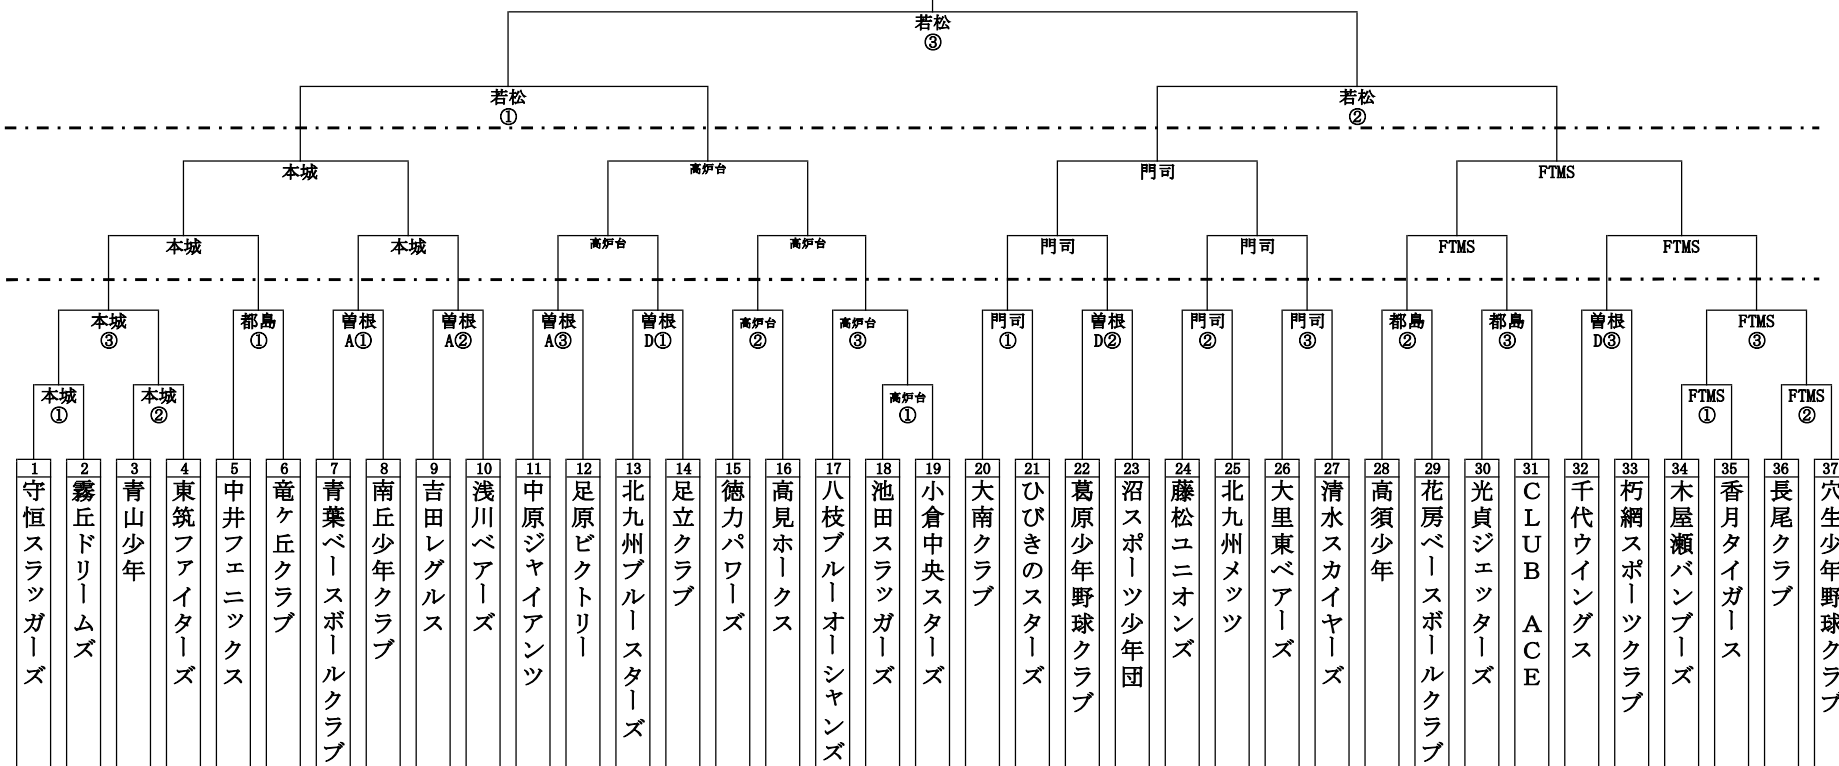 若松
③
若松
①
若松
②
本城
高炉台
門司
FTMS
本城
本城
高炉台
高炉台
門司
門司
FTMS
FTMS
本城
③
都島
①
曽根
A①
曽根
A②
曽根
A③
曽根
D①
高炉台
②
高炉台
③
門司
①
曽根
D②
門司
②
門司
③
都島
②
都島
③
曽根
D③
FTMS
③
本城
①
本城
②
高炉台
①
FTMS
①
FTMS
②
1
守恒スラッガーズ
2
霧丘ドリームズ
3
青山少年
4
東筑ファイターズ
5
中井フェニックス
6
竜ケ丘クラブ
7
青葉ベースボールクラブ
8
南丘少年クラブ
9
吉田レグルス
10
浅川ベアーズ
11
中原ジャイアンツ
12
足原ビクトリー
13
北九州ブルースターズ
14
足立クラブ
15
徳力パワーズ
16
高見ホークス
17
八枝ブルーオーシャンズ
18
池田スラッガーズ
19
小倉中央スターズ
20
大南クラブ
21
ひびきのスターズ
22
葛原少年野球クラブ
23
沼スポーツ少年団
24
藤松ユニオンズ
25
北九州メッツ
26
大里東ベアーズ
27
清水スカイヤーズ
28
高須少年
29
花房ベースボールクラブ
30
光貞ジェッターズ
31
CLUB ACE
32
千代ウイングス
33
朽網スポーツクラブ
34
木屋瀬バンブーズ
35
香月タイガース
36
長尾クラブ
37
穴生少年野球クラブ